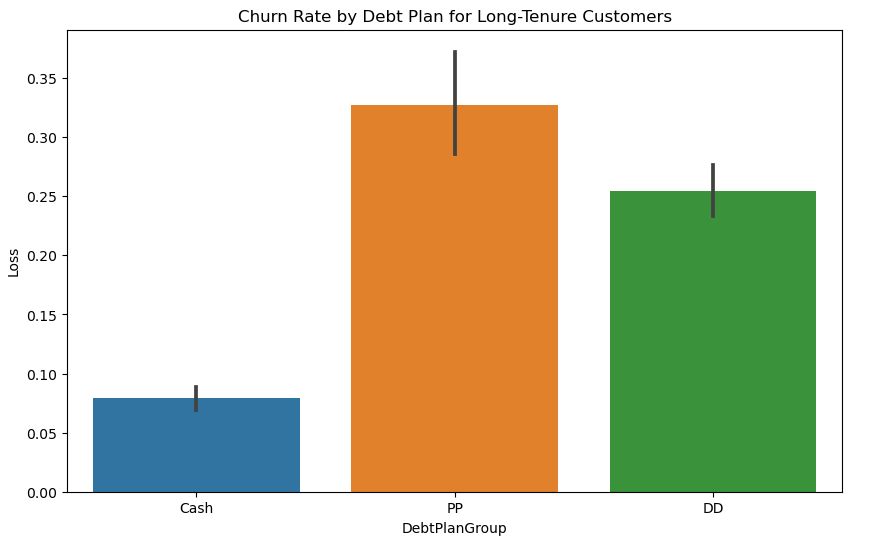 Churn Rate by Debt Plan for Long-Tenure Customers
0.35
0.30
0.25
0.20
0.15
0.10
0.05
0.00
Loss
Cash
PP
DD
DebtPlanGroup